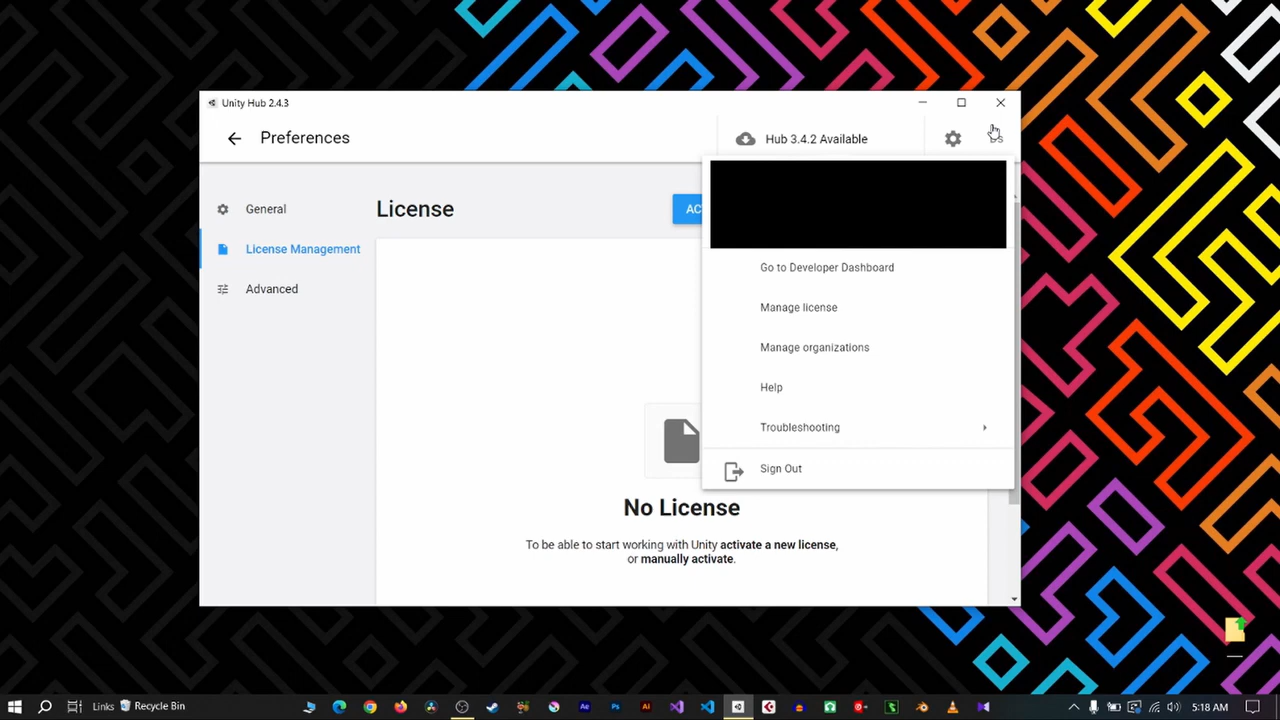 Unity Hub 2.4.3
Preferences
Hub 3.4.2 Available
General
License
License Management
Go to Developer Dashboard
Advanced
Manage license
Manage organizations
Help
Troubleshooting
Sign Out
No License
To be able to start working with Unity activate a new license,
or manually activate.
Links
Recycle Bin
5:18 AM